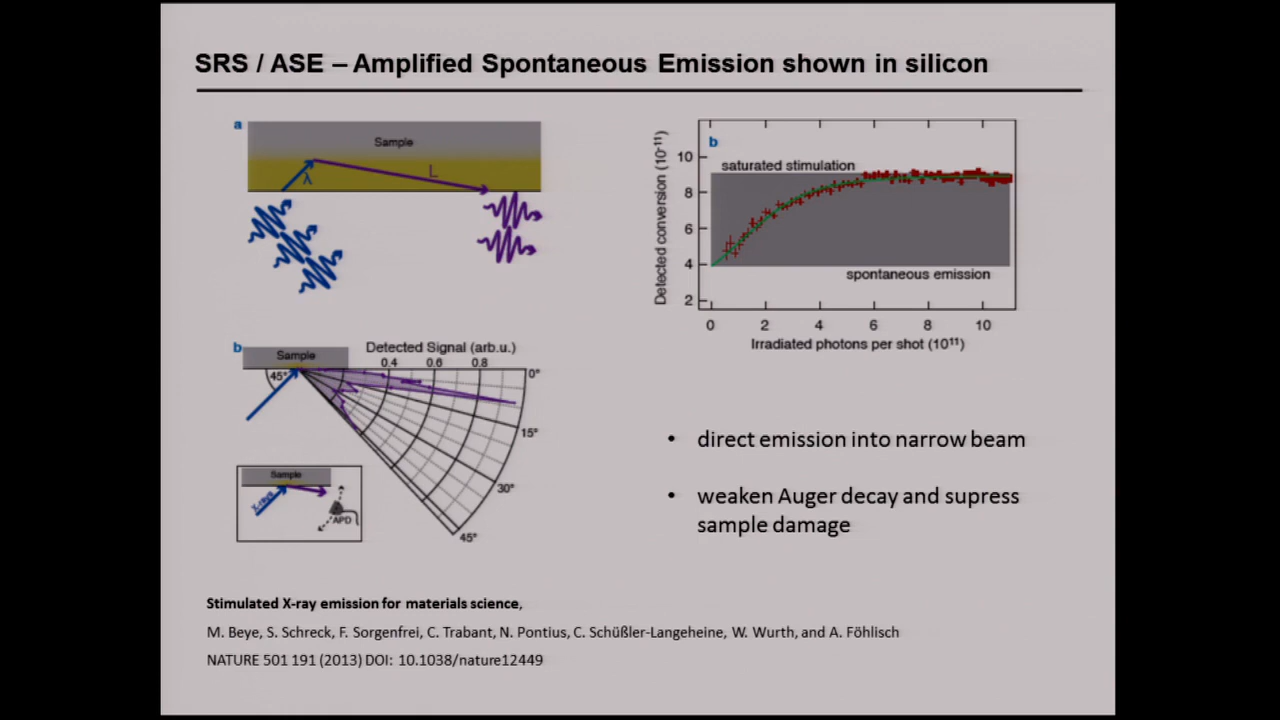 SRS / ASE – Amplified Spontaneous Emission shown in silicon
a
Sample
λ
L
b
Sample
45°
Detected Signal (arb.u.)
0.4 0.6 0.8
0°
15°
30°
45°
Sample
X-rays
APD
b
Detected conversion (10⁻¹¹)
10
8
6
4
2
saturated stimulation
spontaneous emission
0 2 4 6 8 10
Irradiated photons per shot (10¹¹)
• direct emission into narrow beam
• weaken Auger decay and supress
sample damage
Stimulated X-ray emission for materials science,
M. Beye, S. Schreck, F. Sorgenfrei, C. Trabant, N. Pontius, C. Schüßler-Langeheine, W. Wurth, and A. Föhlisch
NATURE 501 191 (2013) DOI: 10.1038/nature12449